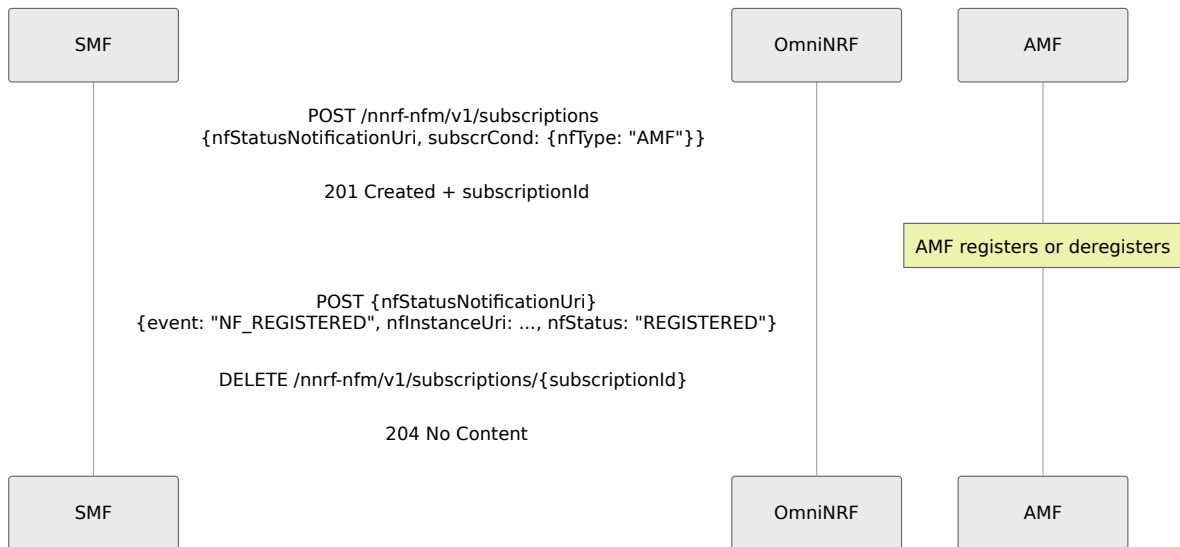 SMF
OmniNRF
AMF
POST /nnrf-nfm/v1/subscriptions
{nfStatusNotificationUri, subscrCond: {nfType: "AMF"}}
201 Created + subscriptionId
AMF registers or deregisters
POST {nfStatusNotificationUri}
{event: "NF_REGISTERED", nfInstanceUri: ..., nfStatus: "REGISTERED"}
DELETE /nnrf-nfm/v1/subscriptions/{subscriptionId}
204 No Content
SMF
OmniNRF
AMF